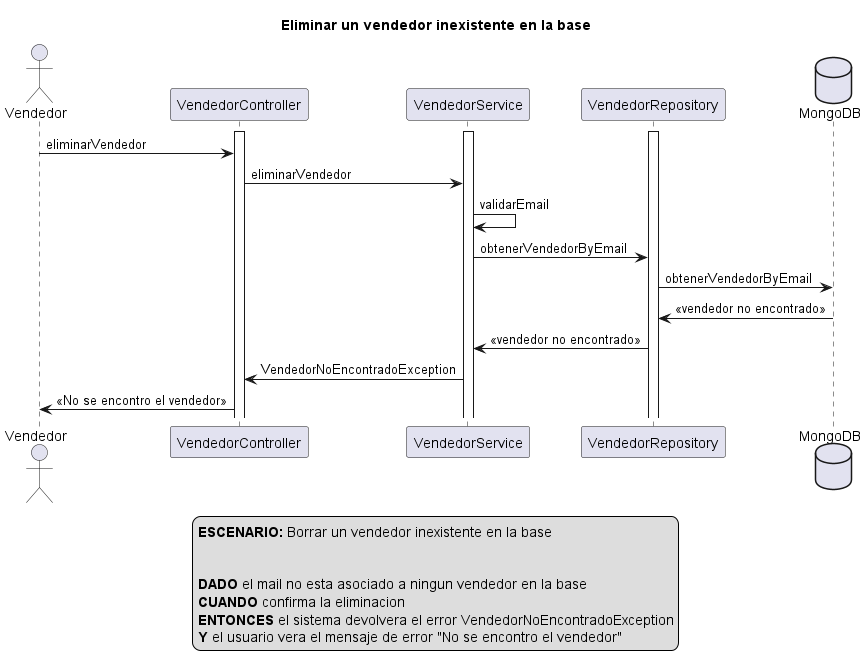 Eliminar un vendedor inexistente en la base
Vendedor
VendedorController
VendedorService
VendedorRepository
MongoDB
eliminarVendedor
eliminarVendedor
validarEmail
obtenerVendedorByEmail
obtenerVendedorByEmail
«vendedor no encontrado»
«vendedor no encontrado»
VendedorNoEncontradoException
«No se encontro el vendedor»
Vendedor
VendedorController
VendedorService
VendedorRepository
MongoDB
ESCENARIO: Borrar un vendedor inexistente en la base
DADO el mail no esta asociado a ningun vendedor en la base
CUANDO confirma la eliminacion
ENTONCES el sistema devolvera el error VendedorNoEncontradoException
Y el usuario vera el mensaje de error "No se encontro el vendedor"